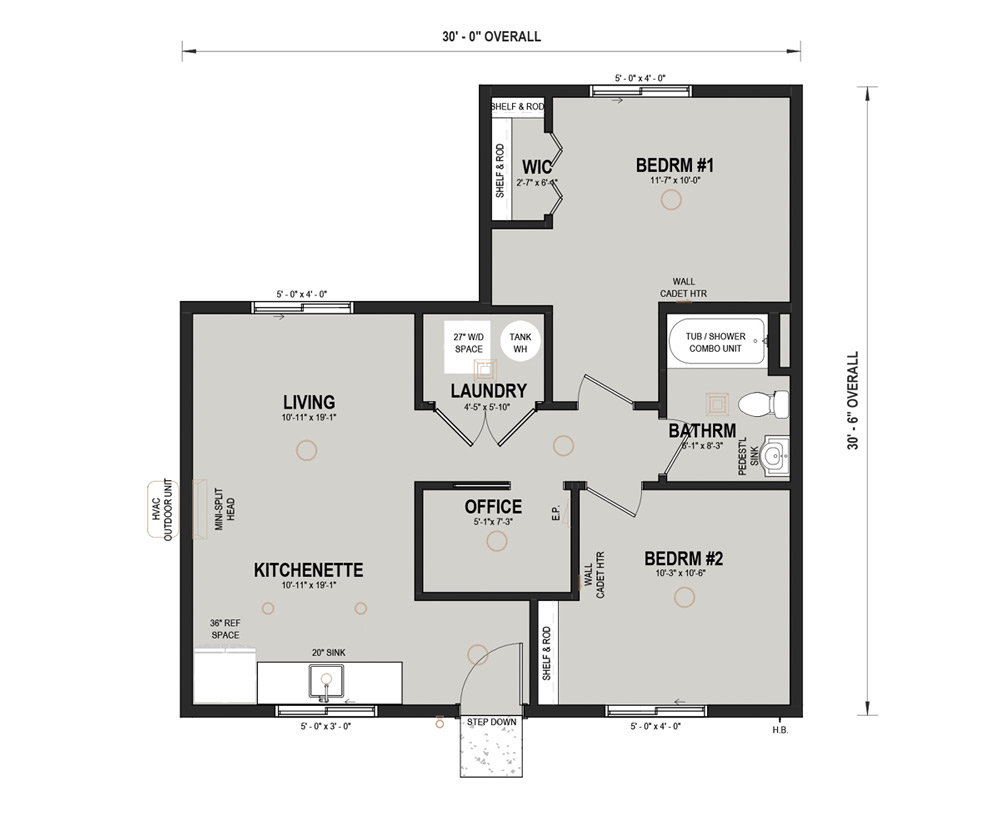 30' - 0" OVERALL
5' - 0"x 4' - 0"
SHELF & ROD
SHELF & ROD
WIC
2'-7" x 6'-1"
BEDRM #1
11'-7" x 10'-0"
WALL
CADET HTR
5' - 0"x 4' - 0"
27" W/D
SPACE
TANK
WH
TUB / SHOWER
COMBO UNIT
LAUNDRY
4'-5" x 5'-10"
LIVING
10'-11" x 19'-1"
BATHRM
8'-1" x 8'-3"
PEDEST'L
SINK
30' - 6" OVERALL
HVAC
OUTDOOR UNIT
MINI-SPLIT
HEAD
OFFICE
5'-1"x 7'-3"
E.P.
BEDRM #2
10'-3" x 10'-6"
WALL
CADET HTR
KITCHENETTE
10'-11" x 19'-1"
36" REF
SPACE
20" SINK
SHELF & ROD
5' - 0"x 3' - 0"
STEP DOWN
5' - 0"x 4' - 0"
H.B.